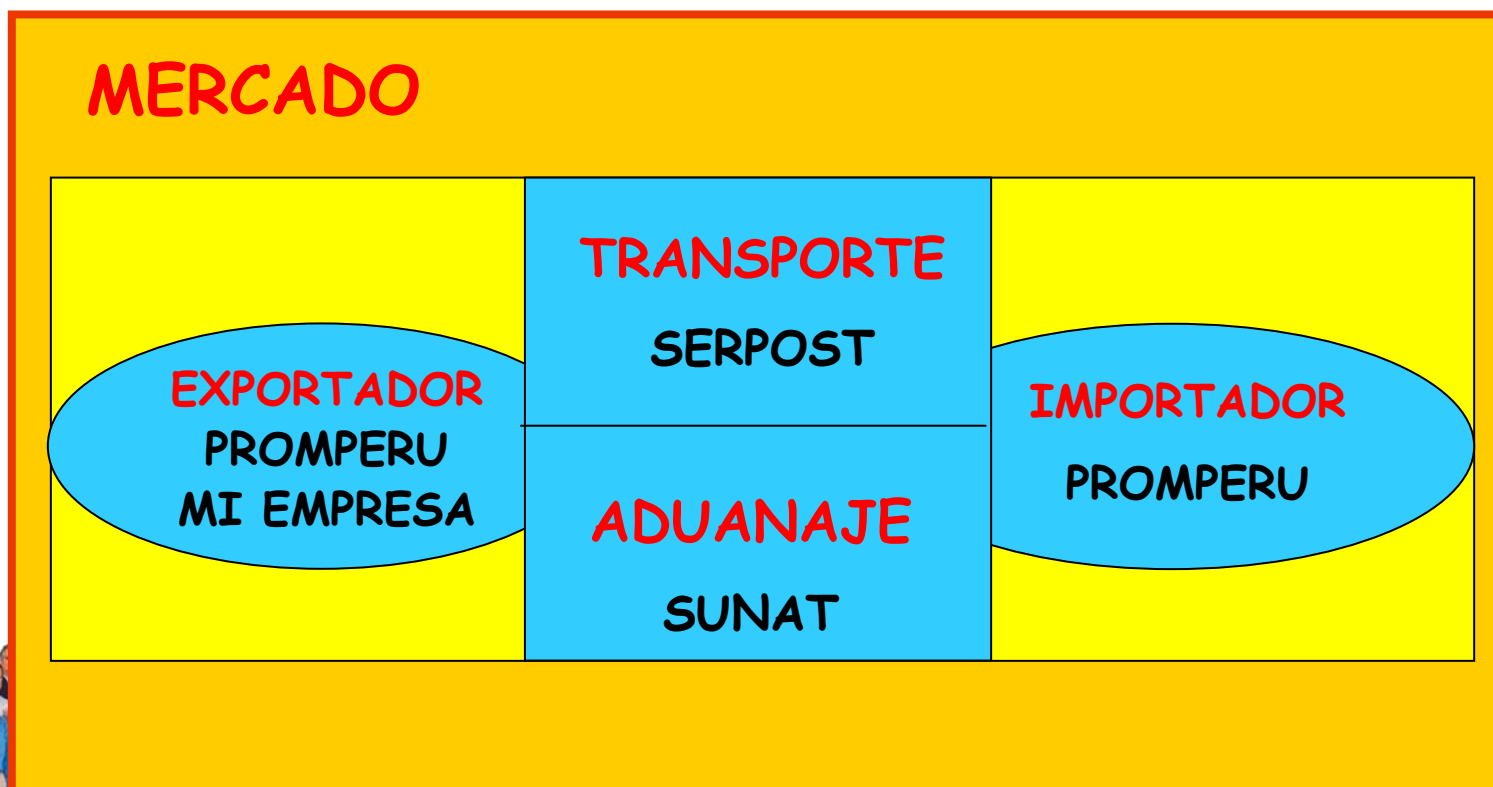 MERCADO
EXPORTADOR
PROMPERU
MI EMPRESA
TRANSPORTE
SERPOST
ADUANAJE
SUNAT
IMPORTADOR
PROMPERU